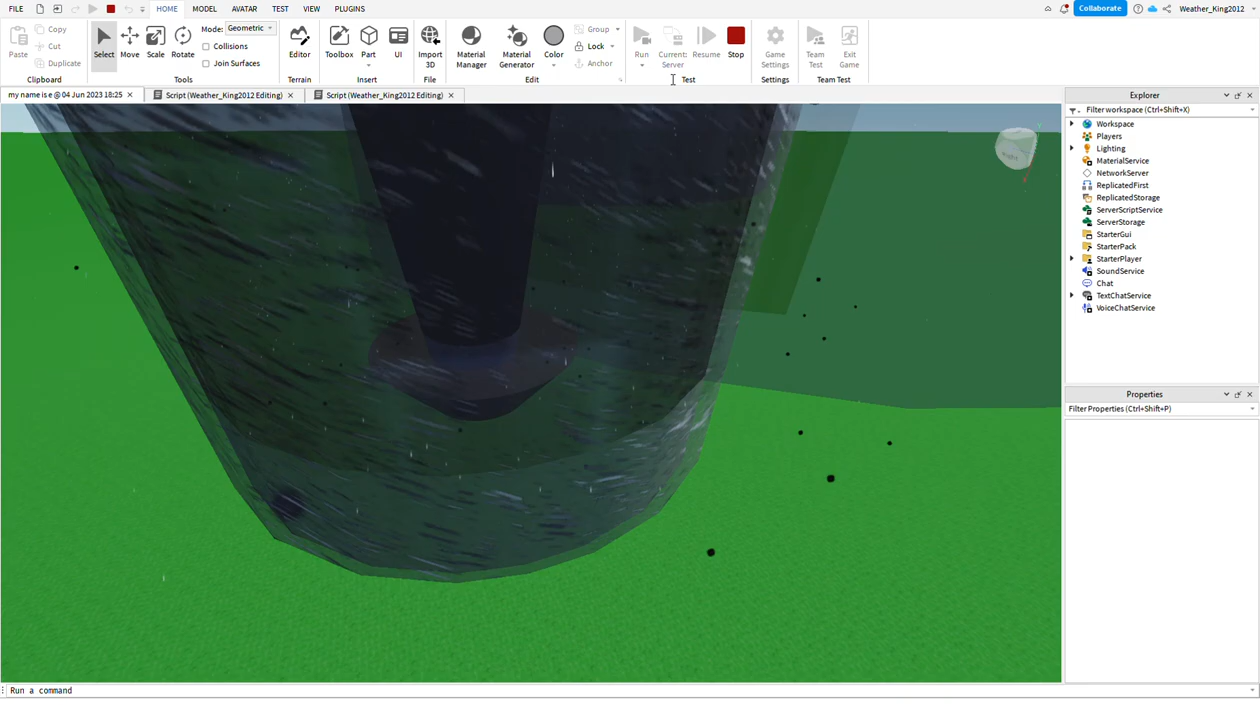 FILE HOME MODEL AVATAR TEST VIEW PLUGINS Collaborate Weather_King2012
Paste Copy Cut Duplicate Clipboard
Select Move Scale Rotate Mode: Geometric Collisions Join Surfaces Tools
Editor Terrain
Toolbox Part UI Insert
Import 3D File
Material Manager Material Generator Color Group Lock Anchor Edit
Run Current: Server Resume Stop Test
Game Settings Settings
Team Test Exit Game Team Test
my name is e @ 04 Jun 2023 18:25 Script (Weather_King2012 Editing) Script (Weather_King2012 Editing)
Explorer
Filter workspace (Ctrl+Shift+X)
Workspace
Players
Lighting
MaterialService
NetworkServer
ReplicatedFirst
ReplicatedStorage
ServerScriptService
ServerStorage
StarterGui
StarterPack
StarterPlayer
SoundService
Chat
TextChatService
VoiceChatService
Properties
Filter Properties (Ctrl+Shift+P)
Run a command